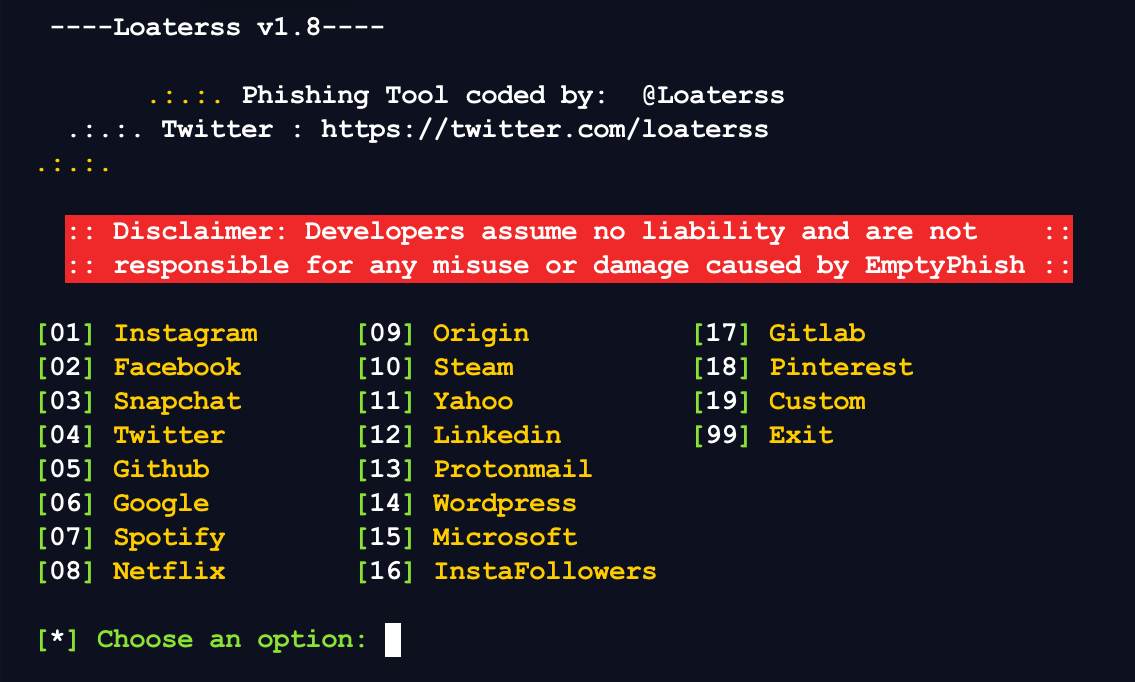 ----Loaterss v1.8----
.:.:. Phishing Tool coded by: @Loaterss
.:.:. Twitter : https://twitter.com/loaterss
.:.:.
:: Disclaimer: Developers assume no liability and are not ::
:: responsible for any misuse or damage caused by EmptyPhish ::
[01] Instagram [09] Origin [17] Gitlab
[02] Facebook [10] Steam [18] Pinterest
[03] Snapchat [11] Yahoo [19] Custom
[04] Twitter [12] Linkedin [99] Exit
[05] Github [13] Protonmail
[06] Google [14] Wordpress
[07] Spotify [15] Microsoft
[08] Netflix [16] InstaFollowers
[*] Choose an option: